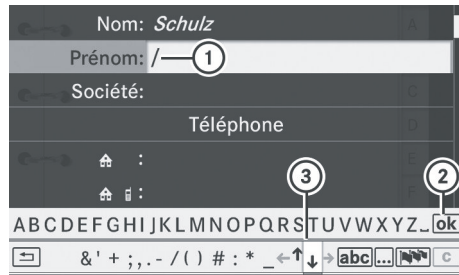 Nom: Schulz
Prénom: /
1
Société:
Téléphone
:
:
3
2
ABCDEFGHIJKLMNOPQRSTUVWXYZ_ ok
&'+;:,.-/()#:*_←↑↓→ abc ... c
A
C
D
E
F